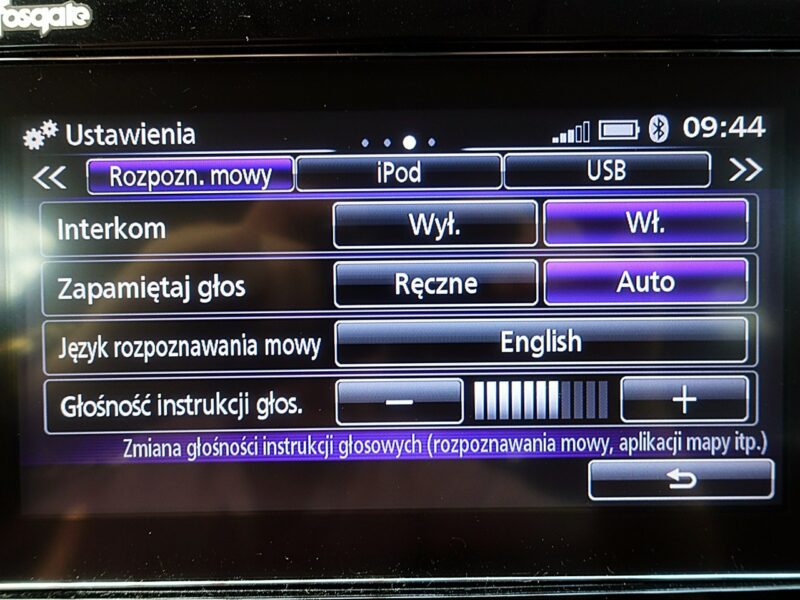 fosgate
Ustawienia
09:44
<< Rozpozn. mowy iPod USB >>
Interkom Wył. Wł.
Zapamiętaj głos Ręczne Auto
Język rozpoznawania mowy English
Głośność instrukcji głos. − +
Zmiana głośności instrukcji głosowych (rozpoznawania mowy, aplikacji mapy itp.)